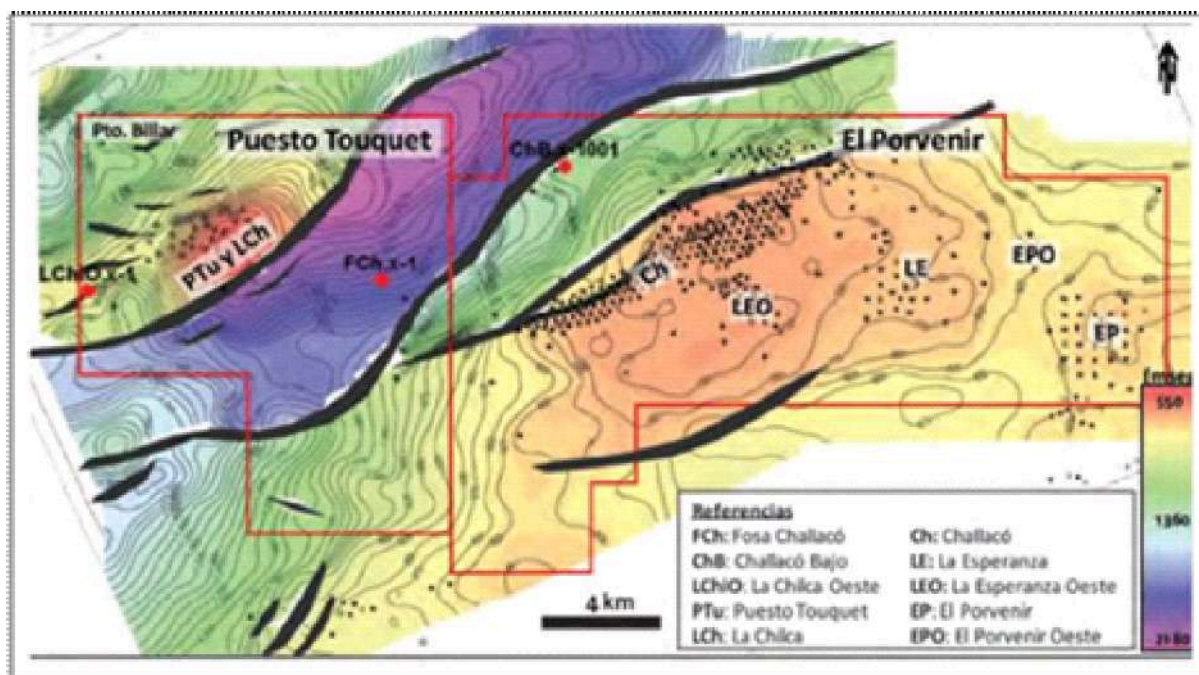 Pto. Billar
Puesto Touquet
ChB.x-1001
El Porvenir
PTu y LCh
LChiO.x-1
FCh.x-1
Ch
LEO
LE
EPO
EP
550
1360
2180
4 km
Referencias
FCh: Fosa Challacó
ChB: Challacó Bajo
LChiO: La Chilca Oeste
PTu: Puesto Touquet
LCh: La Chilca
Ch: Challacó
LE: La Esperanza
LEO: La Esperanza Oeste
EP: El Porvenir
EPO: El Porvenir Oeste